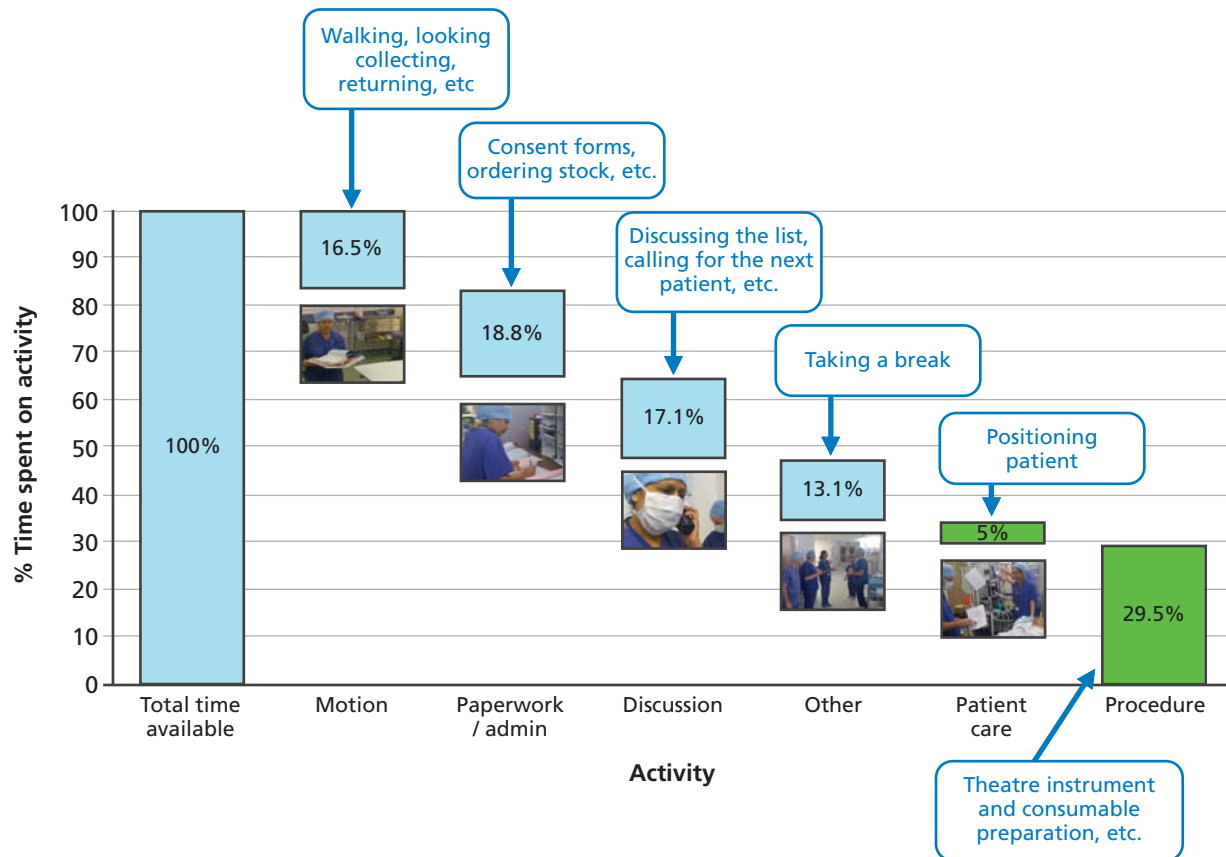 Walking, looking
collecting,
returning, etc
Consent forms,
ordering stock, etc.
Discussing the list,
calling for the next
patient, etc.
Taking a break
Positioning
patient
% Time spent on activity
100
90
80
70
60
50
40
30
20
10
0
100%
16.5%
18.8%
17.1%
13.1%
5%
29.5%
Total time
available
Motion
Paperwork
/ admin
Discussion
Other
Patient
care
Procedure
Activity
Theatre instrument
and consumable
preparation, etc.